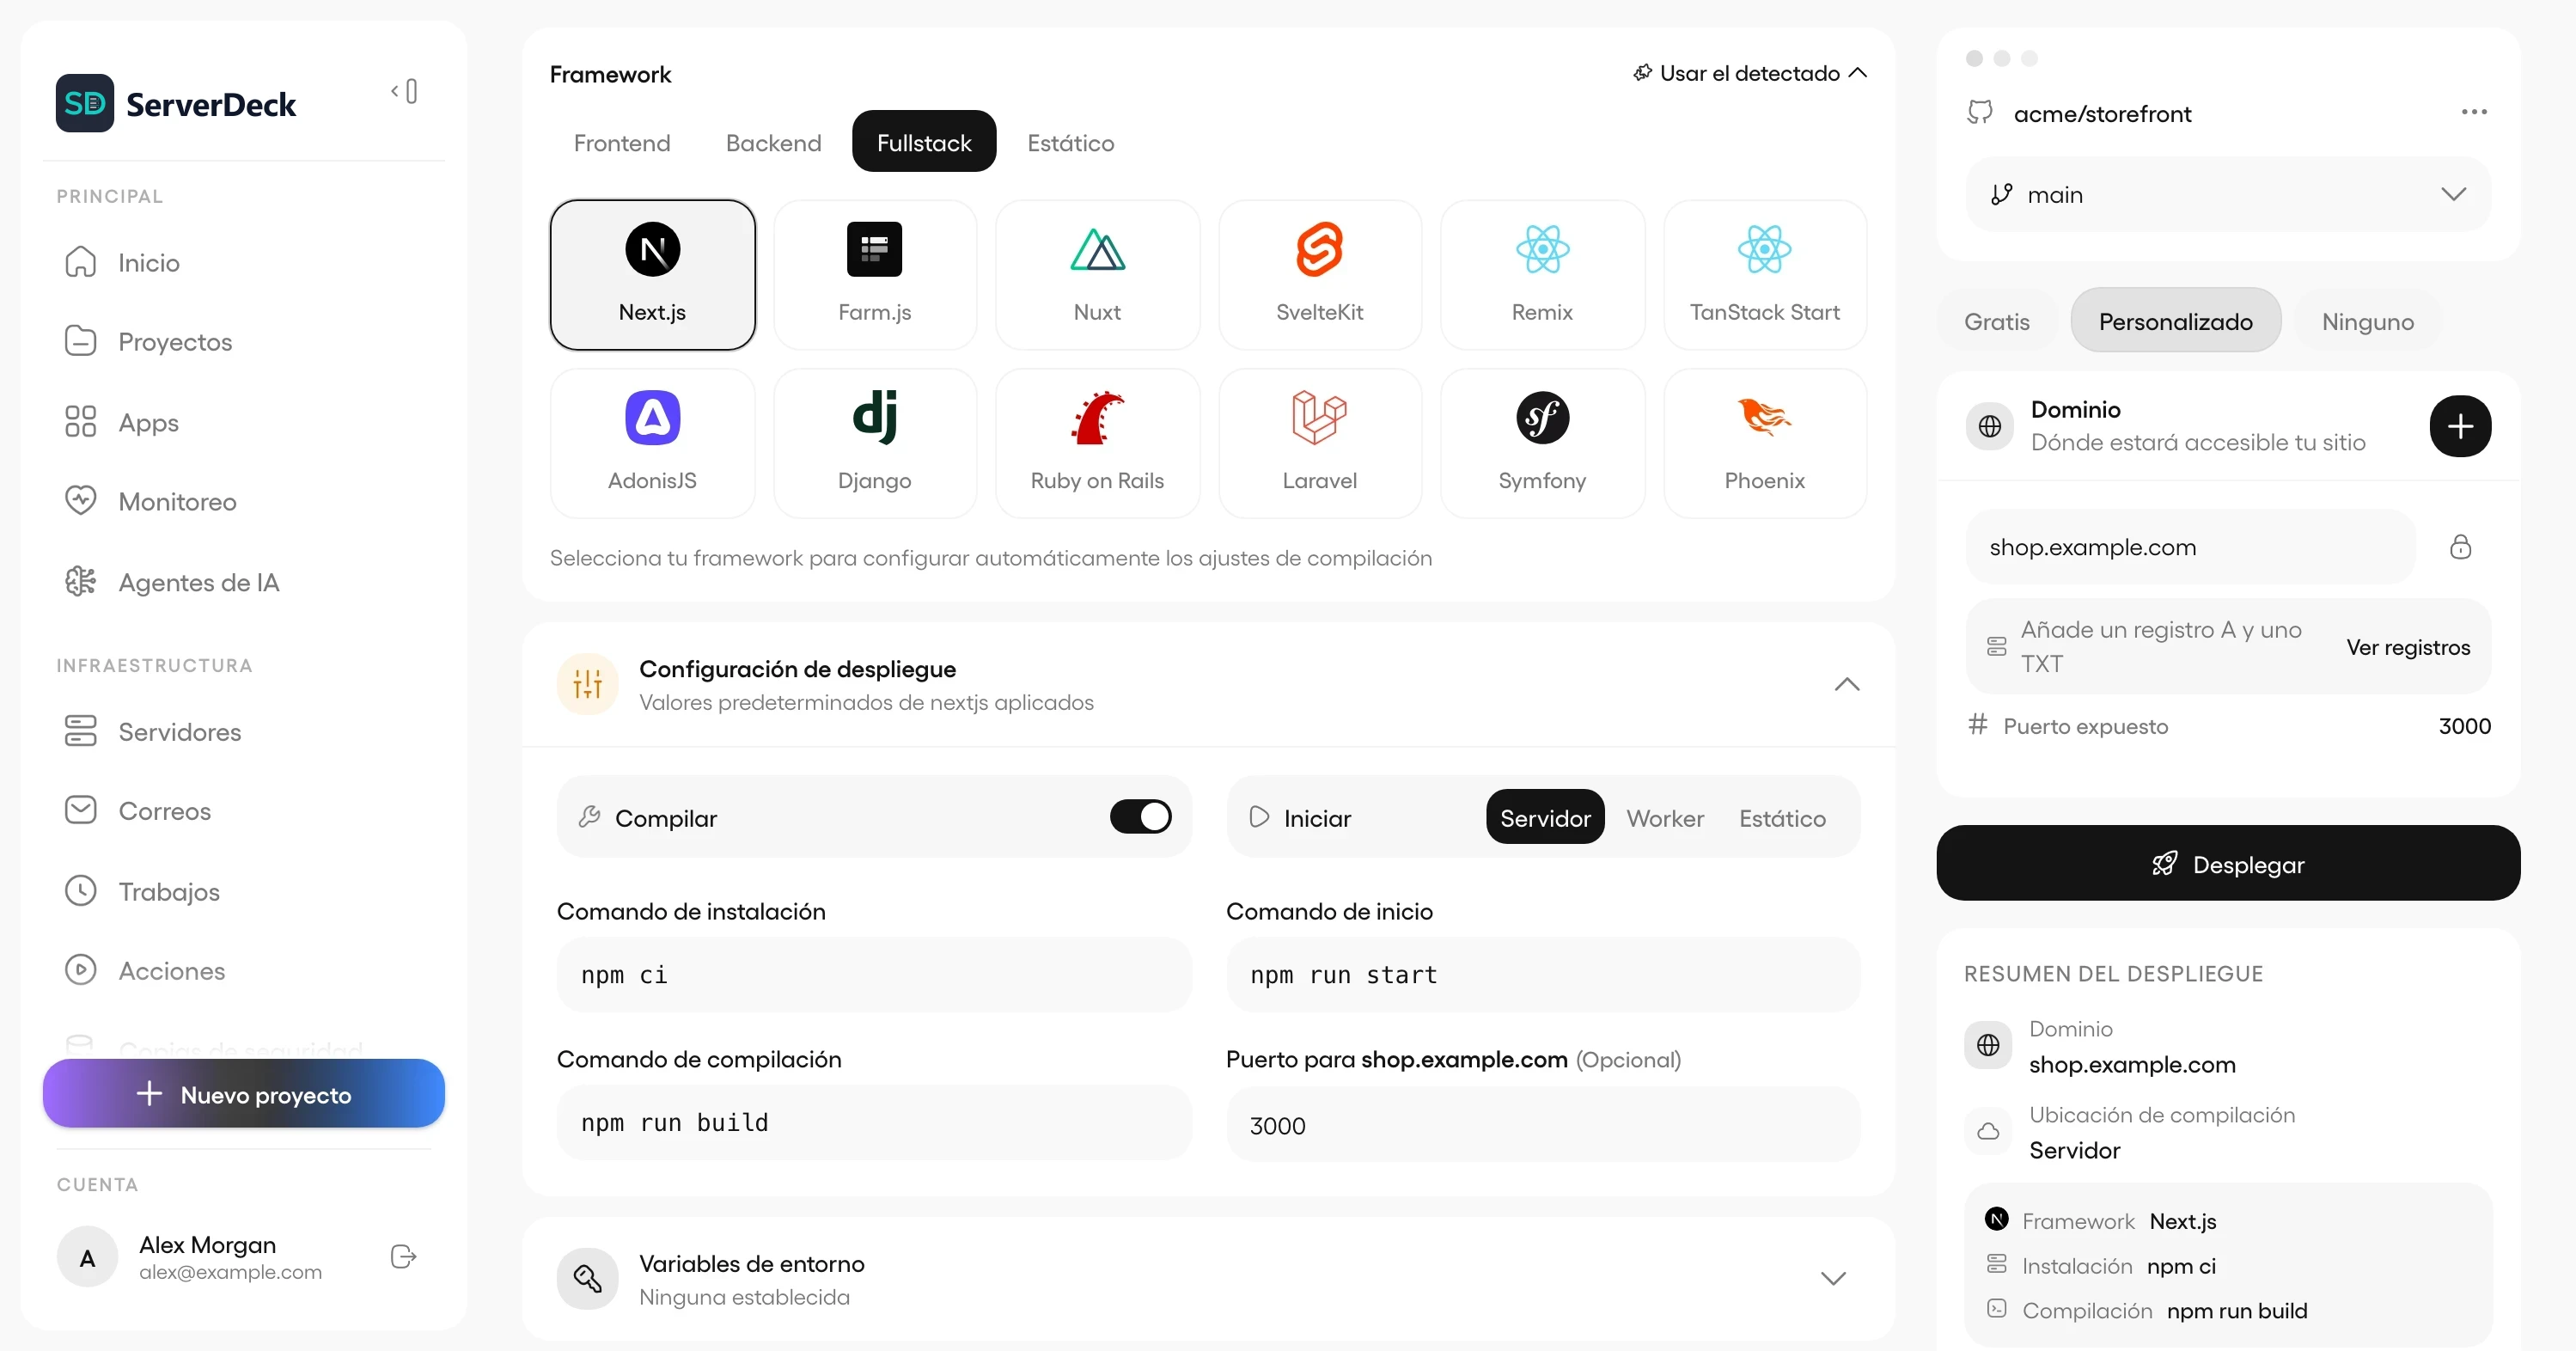 SD ServerDeck
PRINCIPAL
Inicio
Proyectos
Apps
Monitoreo
Agentes de IA
INFRAESTRUCTURA
Servidores
Correos
Trabajos
Acciones
Copias de seguridad
Nuevo proyecto
CUENTA
A
Alex Morgan
alex@example.com
Framework
Usar el detectado
Frontend Backend Fullstack Estático
Next.js Farm.js Nuxt SvelteKit Remix TanStack Start
AdonisJS Django Ruby on Rails Laravel Symfony Phoenix
Selecciona tu framework para configurar automáticamente los ajustes de compilación
Configuración de despliegue
Valores predeterminados de nextjs aplicados
Compilar
Iniciar Servidor Worker Estático
Comando de instalación
npm ci
Comando de inicio
npm run start
Comando de compilación
npm run build
Puerto para shop.example.com (Opcional)
3000
Variables de entorno
Ninguna establecida
acme/storefront
main
Gratis Personalizado Ninguno
Dominio
Dónde estará accesible tu sitio
shop.example.com
Añade un registro A y uno
TXT
Ver registros
Puerto expuesto 3000
Desplegar
RESUMEN DEL DESPLIEGUE
Dominio
shop.example.com
Ubicación de compilación
Servidor
Framework Next.js
Instalación npm ci
Compilación npm run build